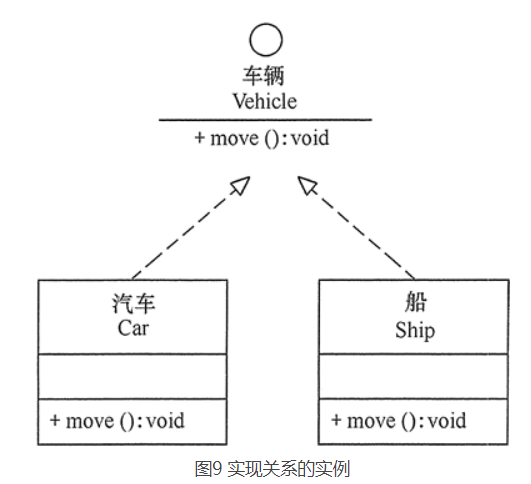 车辆
Vehicle
+ move ():void
汽车
Car
+ move ():void
船
Ship
+ move ():void
图9 实现关系的实例